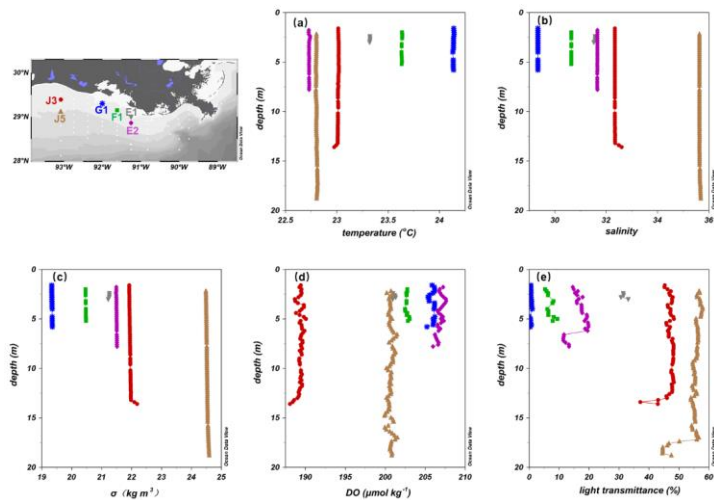 30°N
29°N
28°N
93°W 92°W 91°W 90°W 89°W
J3
J5
G1
F1
E1
E2
Ocean Data View
(a)
depth (m)
0
5
10
15
20
22.5 23 23.5 24
temperature (°C)
Ocean Data View
(b)
depth (m)
0
5
10
15
20
30 32 34 36
salinity
Ocean Data View
(c)
depth (m)
0
5
10
15
20
19 20 21 22 23 24 25
σ (kg m³)
Ocean Data View
(d)
depth (m)
0
5
10
15
20
190 195 200 205 210
DO (μmol kg⁻¹)
Ocean Data View
(e)
depth (m)
0
5
10
15
20
0 10 20 30 40 50 60
light transmittance (%)
Ocean Data View